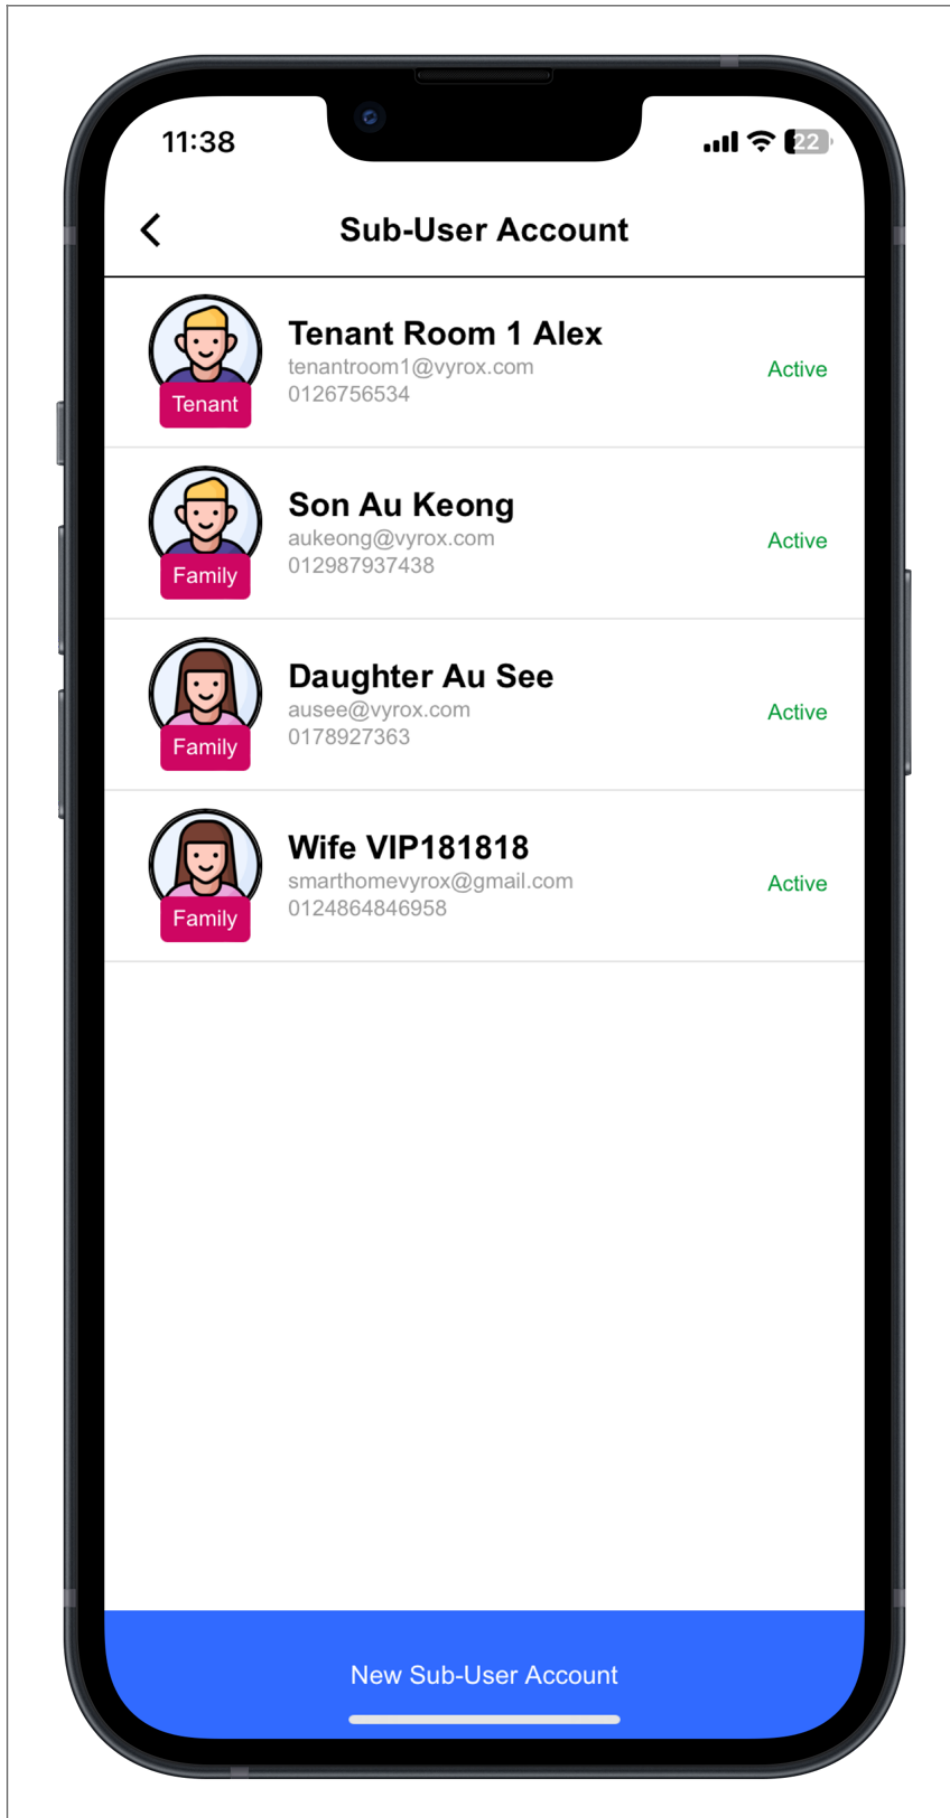 11:38
22
Sub-User Account
Tenant Room 1 Alex
tenantroom1@vyrox.com
0126756534
Tenant
Active
Son Au Keong
aukeong@vyrox.com
012987937438
Family
Active
Daughter Au See
ausee@vyrox.com
0178927363
Family
Active
Wife VIP181818
smarthomevyrox@gmail.com
0124864846958
Family
Active
New Sub-User Account